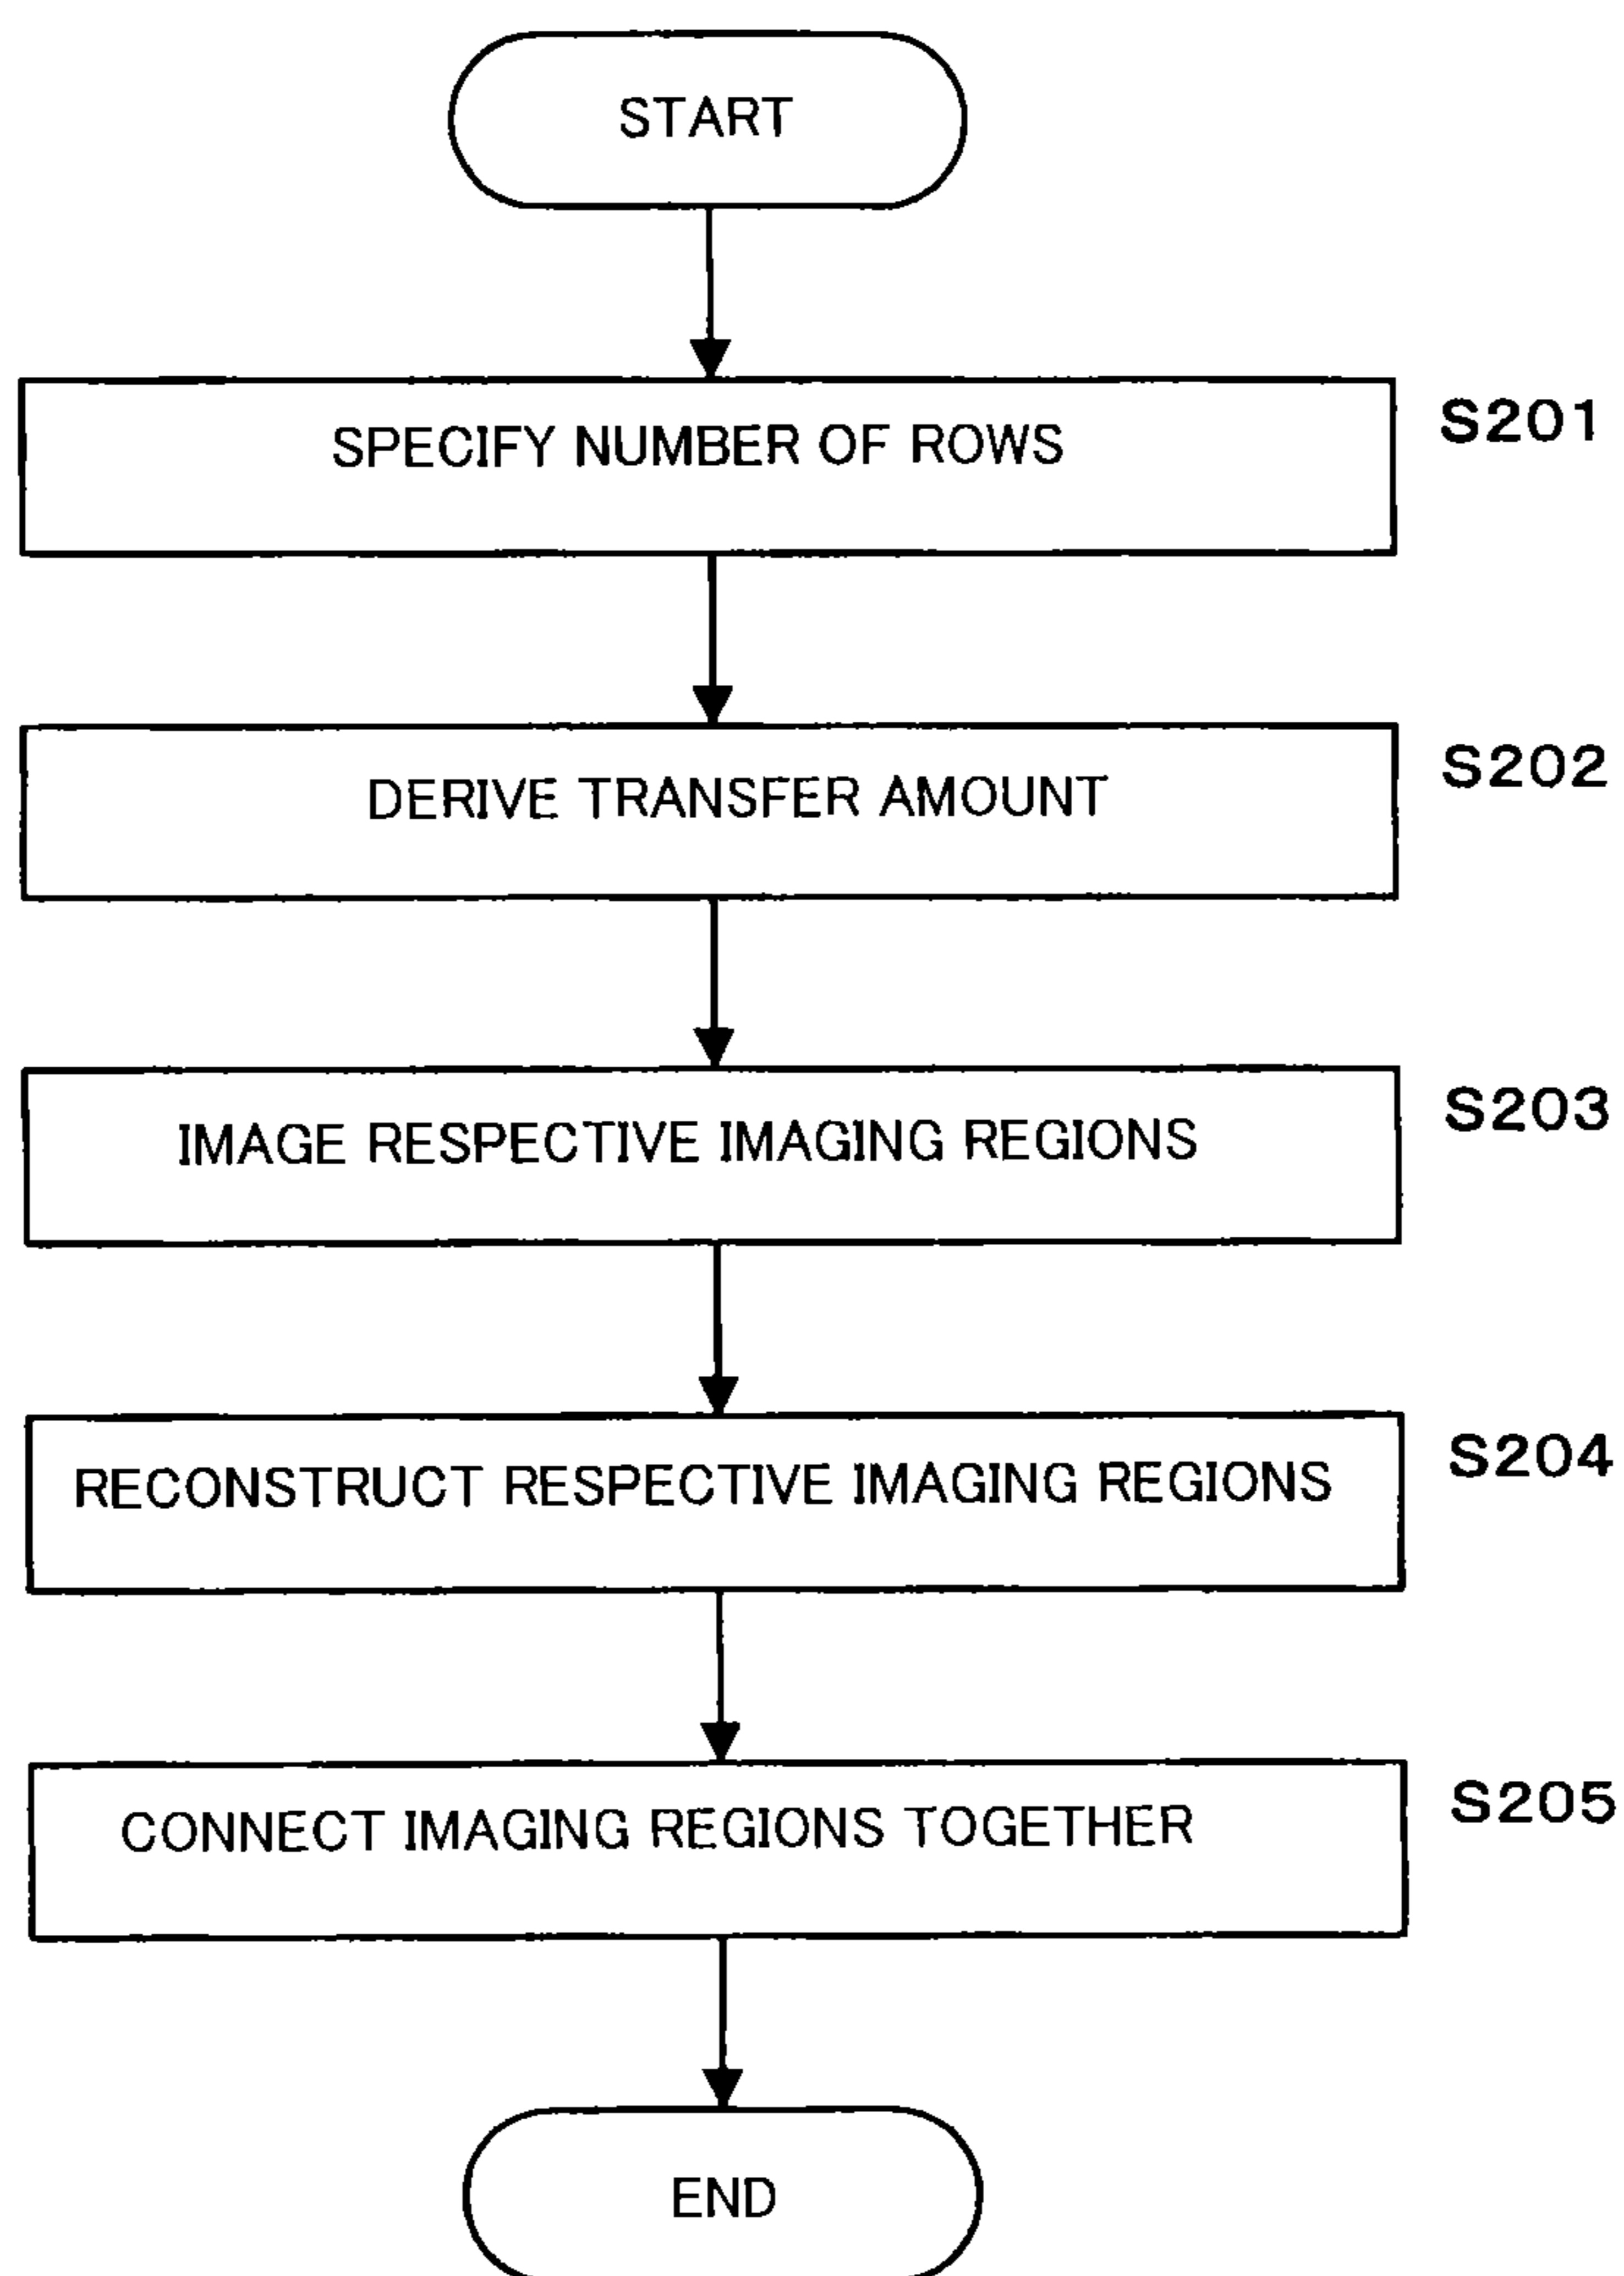 START
SPECIFY NUMBER OF ROWS
S201
DERIVE TRANSFER AMOUNT
S202
IMAGE RESPECTIVE IMAGING REGIONS
S203
RECONSTRUCT RESPECTIVE IMAGING REGIONS
S204
CONNECT IMAGING REGIONS TOGETHER
S205
END